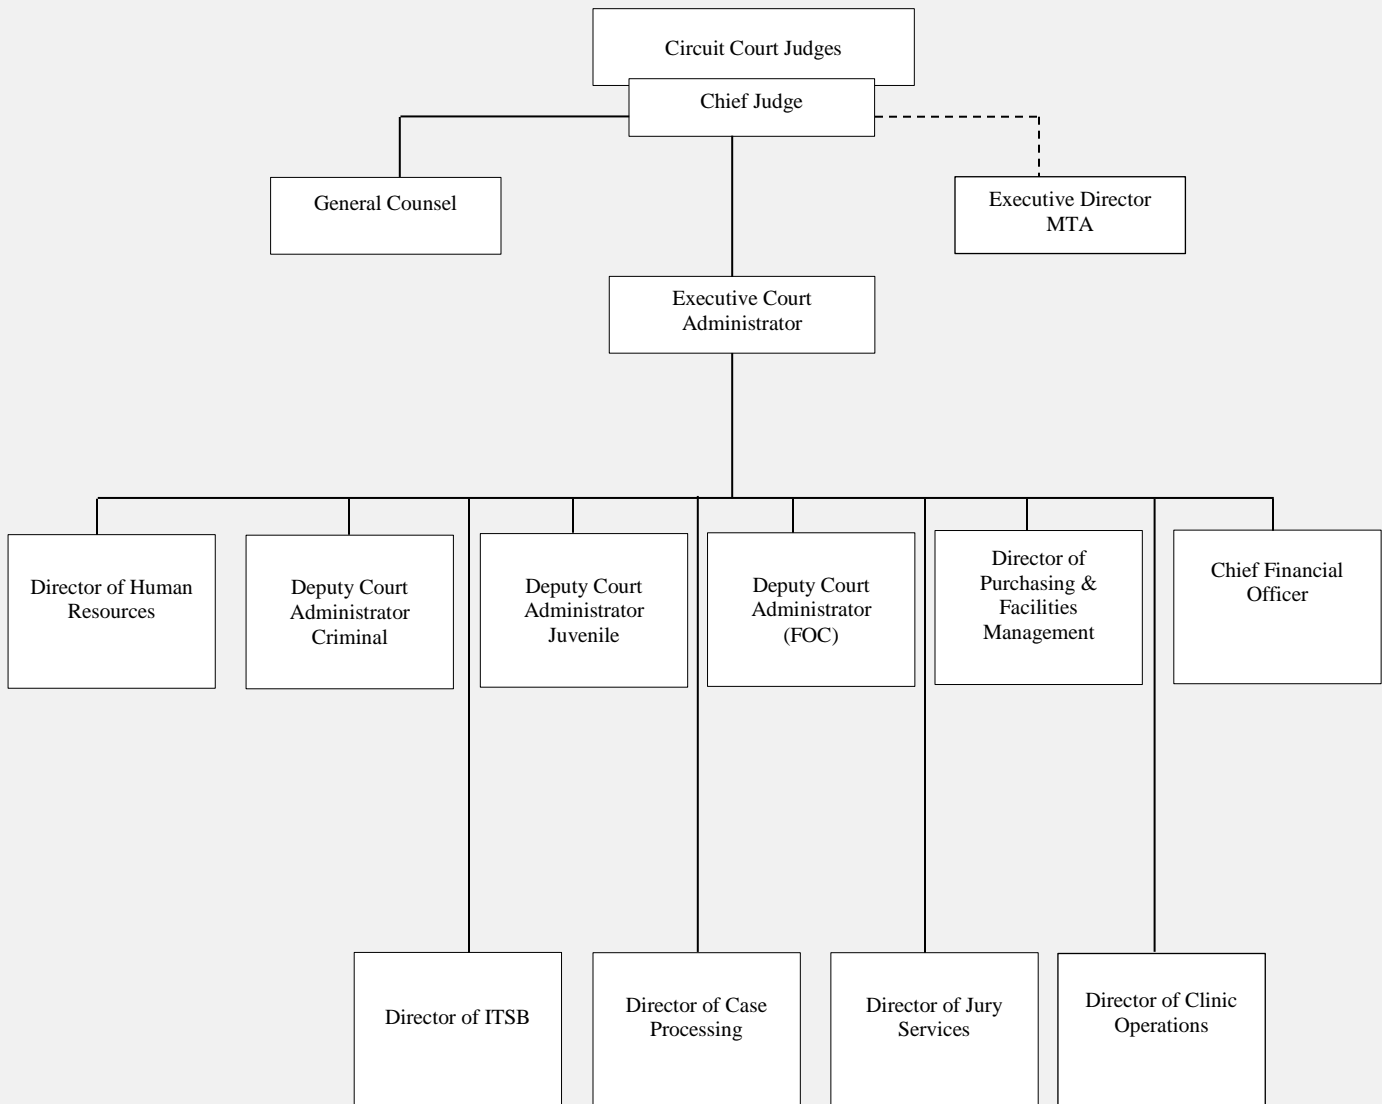 Circuit Court Judges
Chief Judge
General Counsel
Executive Director
MTA
Executive Court
Administrator
Director of Human
Resources
Deputy Court
Administrator
Criminal
Deputy Court
Administrator
Juvenile
Deputy Court
Administrator
(FOC)
Director of
Purchasing &
Facilities
Management
Chief Financial
Officer
Director of ITSB
Director of Case
Processing
Director of Jury
Services
Director of Clinic
Operations